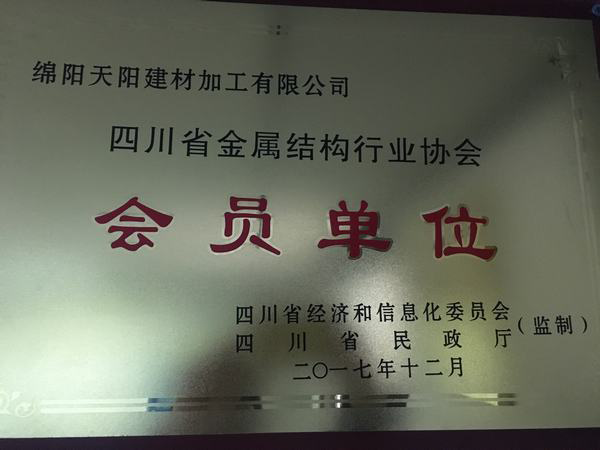 绵阳天阳建材加工有限公司
四川省金属结构行业协会
会员单位
四川省经济和信息化委员会
四川省民政厅（监制）
二〇一七年十二月